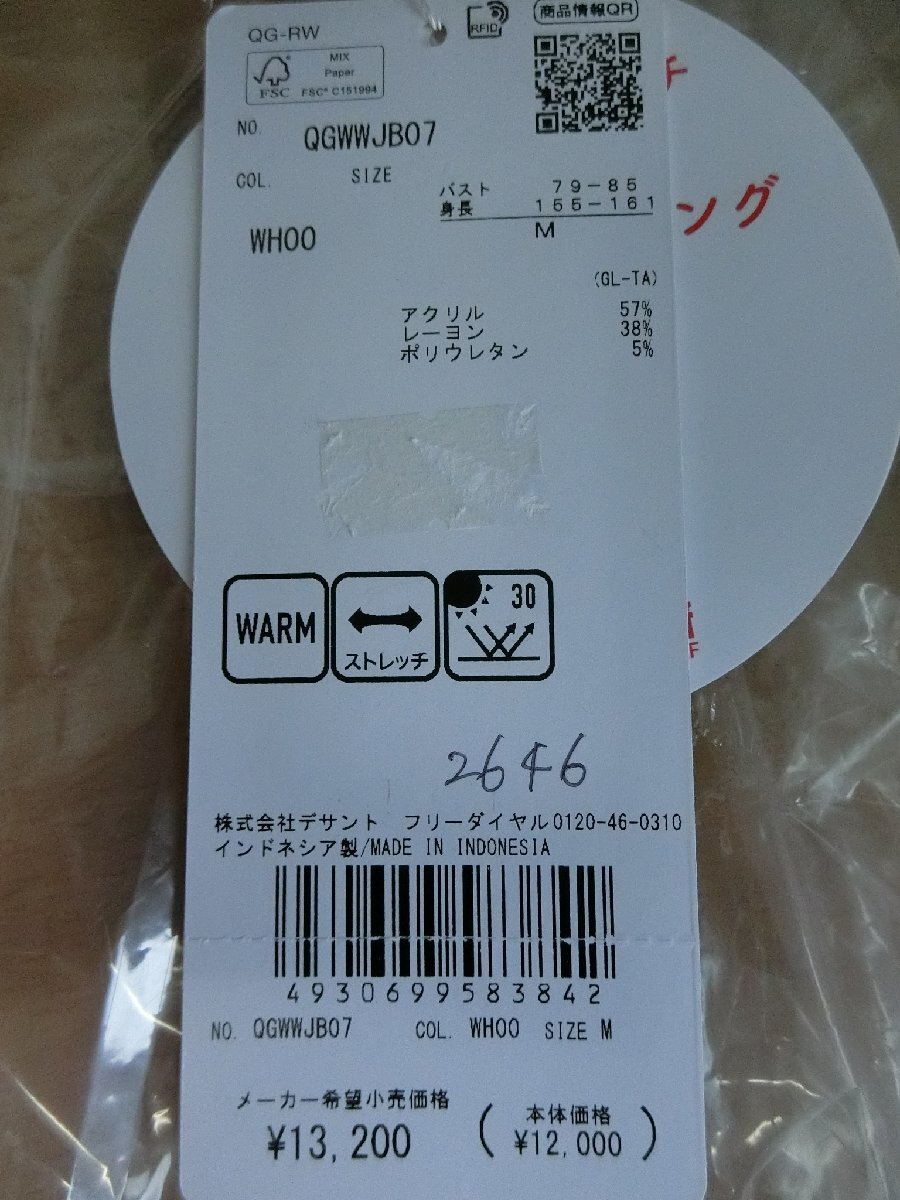 QG-RW
RFID
商品情報QR
MIX
Paper
FSC
FSC® C151994
NO. QGWWJB07
COL. SIZE
バスト 79-85
身長 155-161
WH00 M
(GL-TA)
アクリル 57%
レーヨン 38%
ポリウレタン 5%
ング
WARM
ストレッチ
30
2646
株式会社デサント フリーダイヤル0120-46-0310
インドネシア製/MADE IN INDONESIA
4930699583842
NO. QGWWJB07 COL. WH00 SIZE M
メーカー希望小売価格
¥13,200
(本体価格
¥12,000)